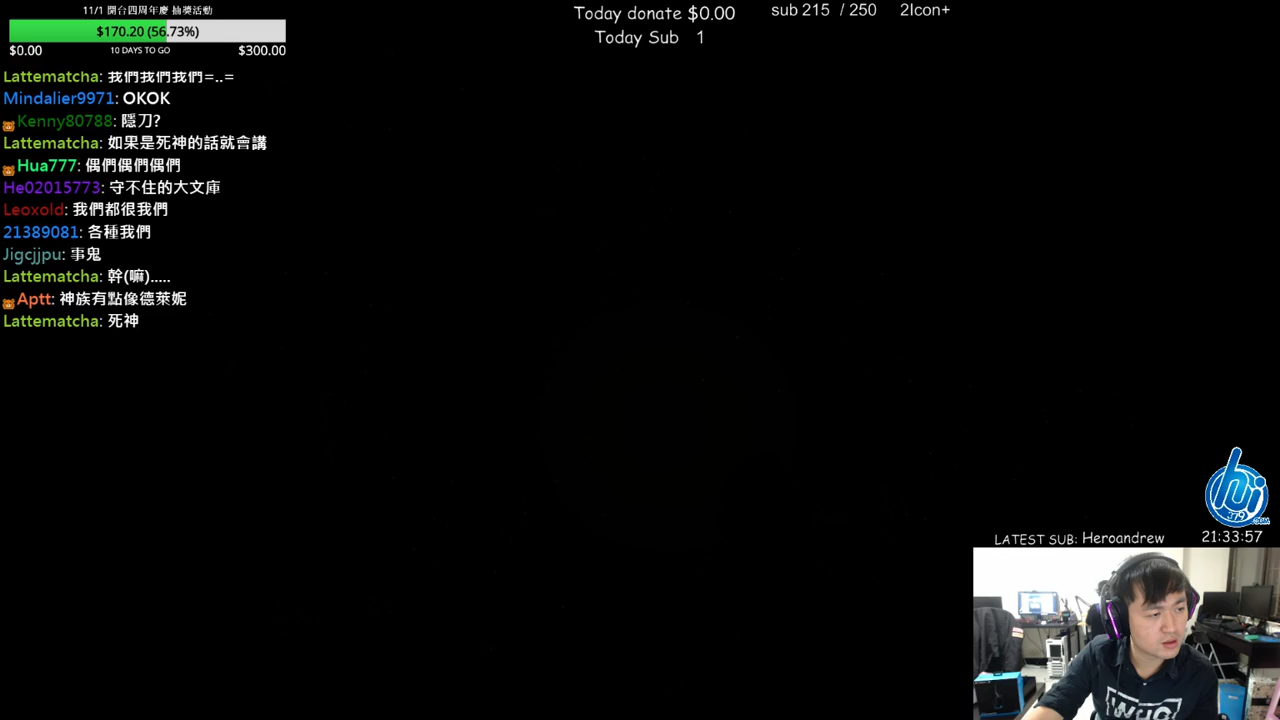 11/1 開台四周年慶 抽獎活動
$170.20 (56.73%)
$0.00 10 DAYS TO GO $300.00
Today donate $0.00
Today Sub 1
sub 215 / 250 2Icon+
Lattematcha: 我們我們我們=..=
Mindalier9971: OKOK
Kenny80788: 隱刀?
Lattematcha: 如果是死神的話就會講
Hua777: 偶們偶們偶們
He02015773: 守不住的大文庫
Leoxold: 我們都很我們
21389081: 各種我們
Jigcjjpu: 事鬼
Lattematcha: 幹(嘛).....
Aptt: 神族有點像德萊妮
Lattematcha: 死神
hi
379
.COM
LATEST SUB: Heroandrew
21:33:57